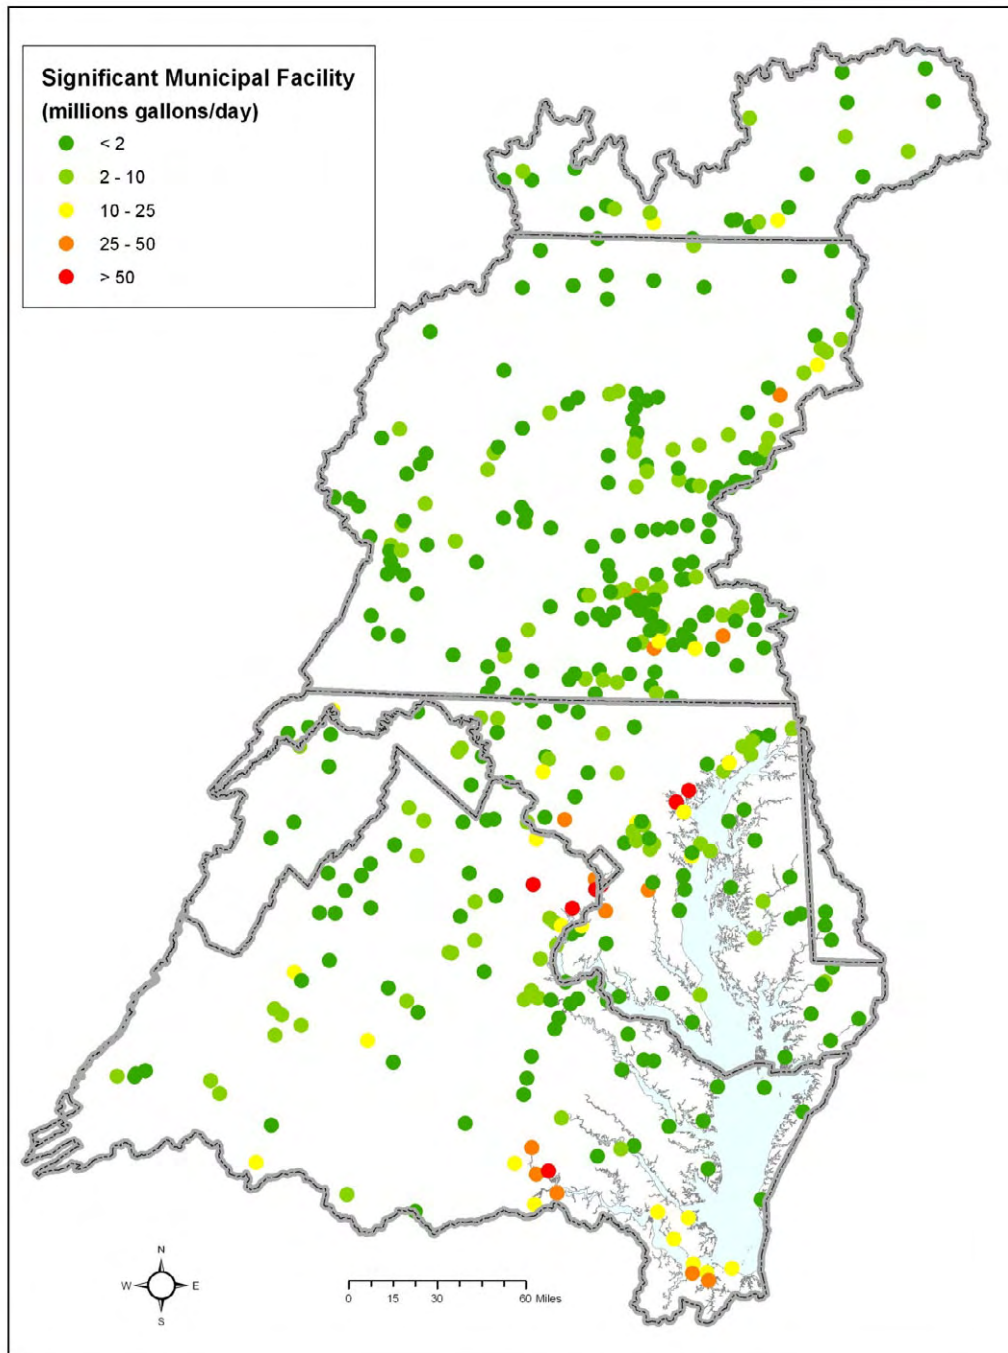 Significant Municipal Facility
(millions gallons/day)
< 2
2 - 10
10 - 25
25 - 50
> 50
N
W E
S
0 15 30 60 Miles